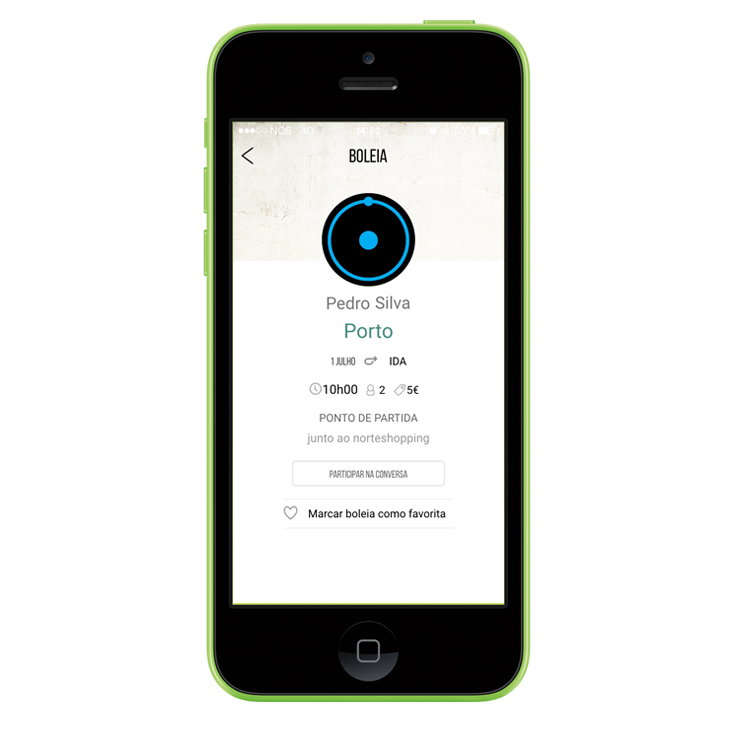 NOS 4G 14:52 80%
BOLEIA
Pedro Silva
Porto
1 JULHO IDA
10h00 2 5€
PONTO DE PARTIDA
junto ao norteshopping
PARTICIPAR NA CONVERSA
Marcar boleia como favorita